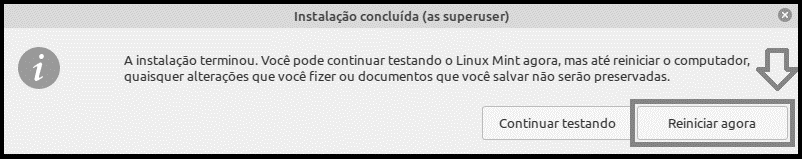 Instalação concluída (as superuser)
A instalação terminou. Você pode continuar testando o Linux Mint agora, mas até reiniciar o computador,
quaisquer alterações que você fizer ou documentos que você salvar não serão preservadas.
Continuar testando
Reiniciar agora